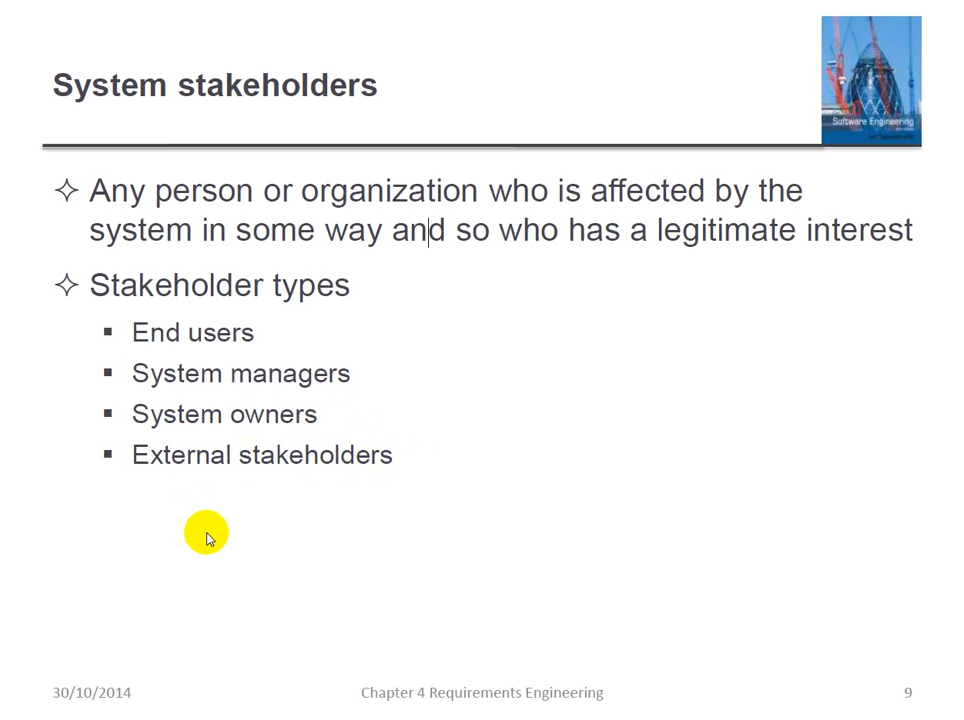 System stakeholders
Software Engineering
Any person or organization who is affected by the
system in some way and so who has a legitimate interest
Stakeholder types
End users
System managers
System owners
External stakeholders
30/10/2014
Chapter 4 Requirements Engineering
9